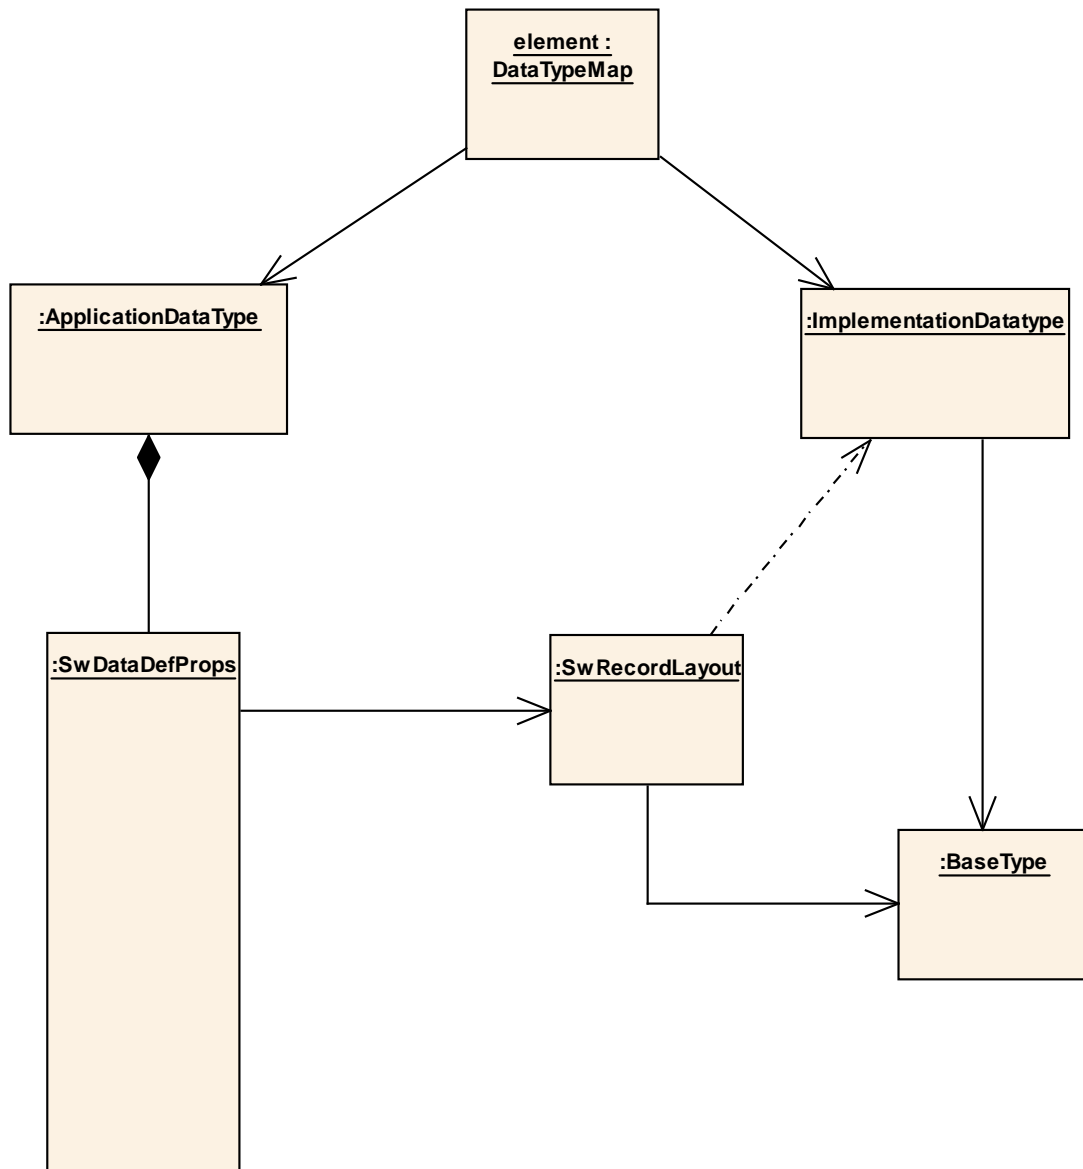 element :
DataTypeMap
:ApplicationDataType
:ImplementationDatatype
:SwDataDefProps
:SwRecordLayout
:BaseType